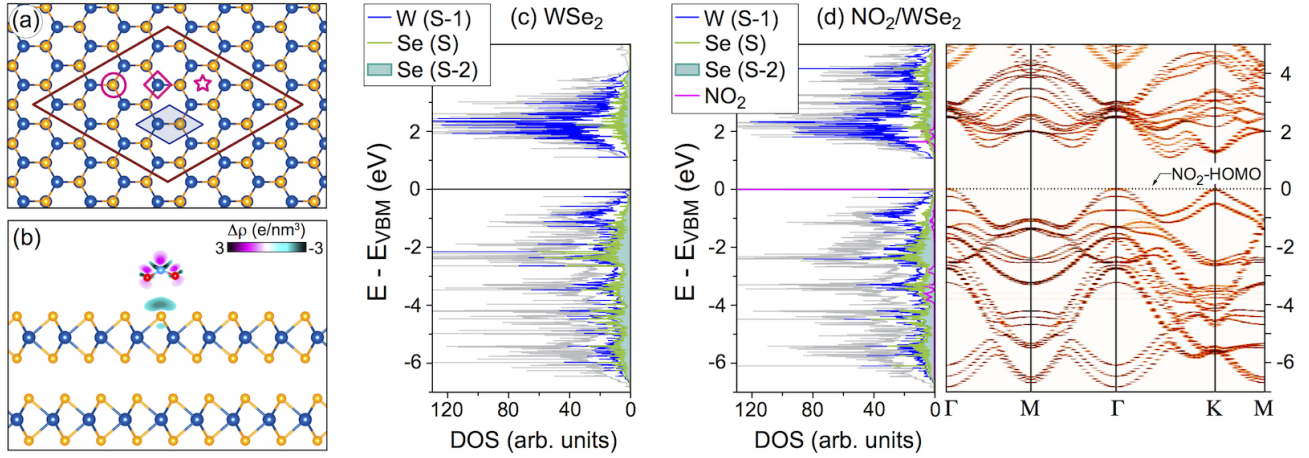 (a)
(b)
Δρ (e/nm³)
3
-3
W (S-1)
Se (S)
Se (S-2)
(c) WSe₂
E - E_VBM (eV)
2
0
-2
-4
-6
120
80
40
0
DOS (arb. units)
W (S-1)
Se (S)
Se (S-2)
NO₂
(d) NO₂/WSe₂
E - E_VBM (eV)
2
0
-2
-4
-6
120
80
40
0
DOS (arb. units)
NO₂-HOMO
4
2
0
-2
-4
-6
Γ
M
Γ
K
M